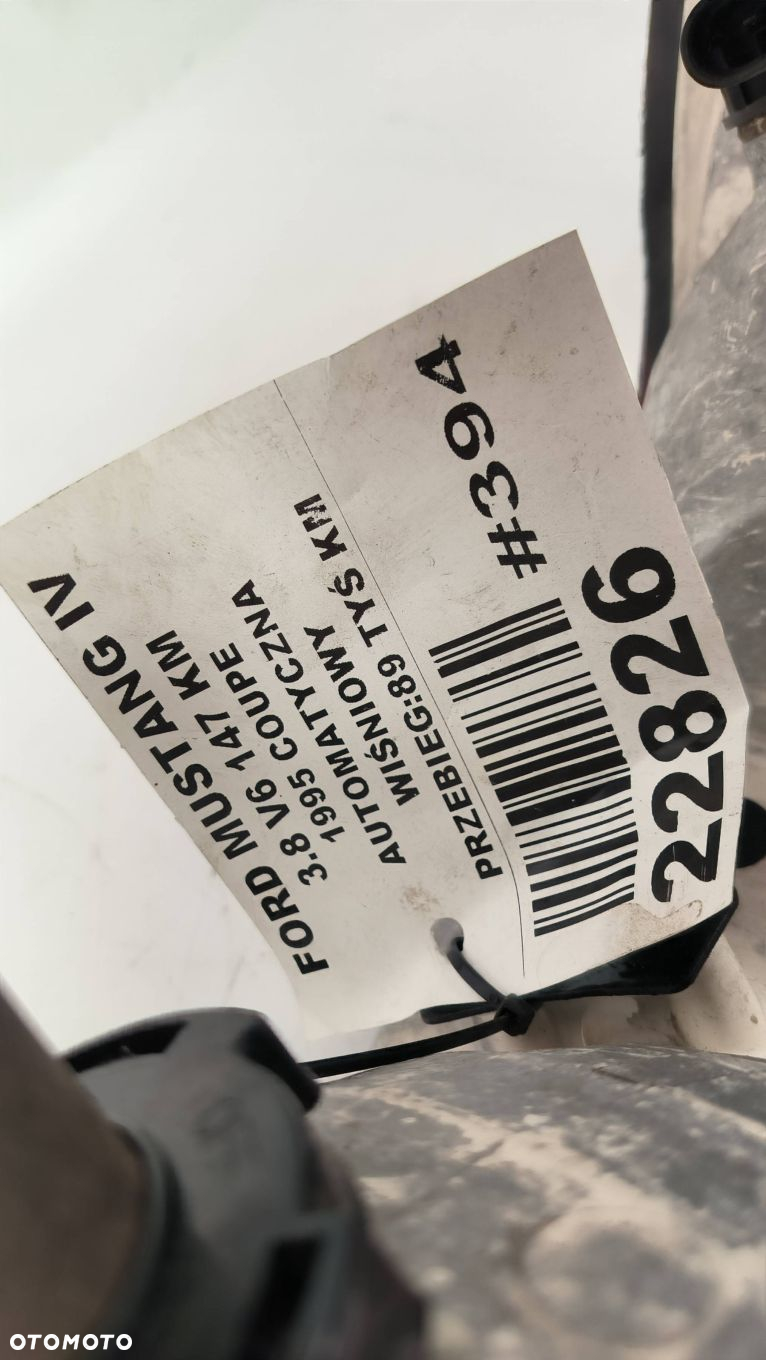 FORD MUSTANG IV
3.8 V6 147 KM
1995 COUPE
AUTOMATYCZNA
WIŚNIOWY
PRZEBIEG:89 TYŚ KM
#394
22826
OTOMOTO